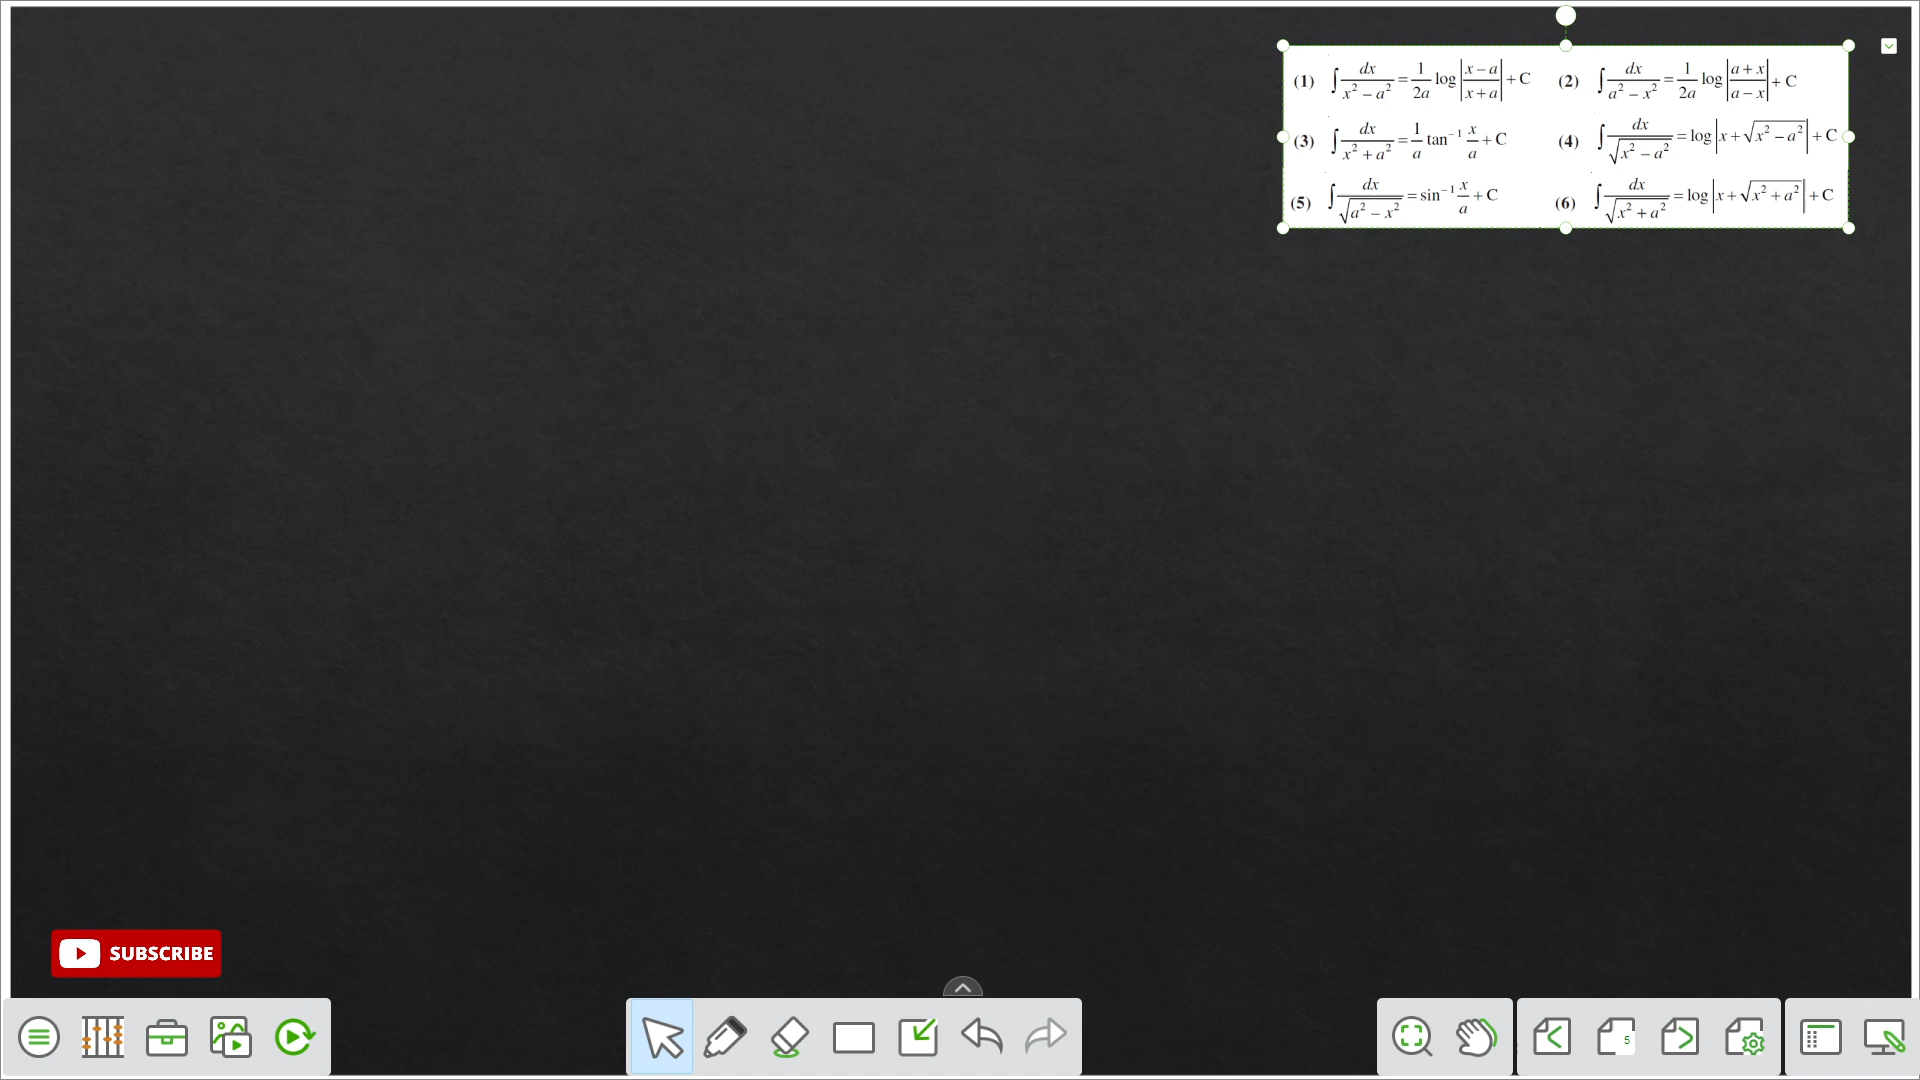 (1) ∫ dx/(x² − a²) = 1/2a log |(x − a)/(x + a)| + C (2) ∫ dx/(a² − x²) = 1/2a log |(a + x)/(a − x)| + C
(3) ∫ dx/(x² + a²) = 1/a tan⁻¹ x/a + C (4) ∫ dx/√(x² − a²) = log |x + √(x² − a²)| + C
(5) ∫ dx/√(a² − x²) = sin⁻¹ x/a + C (6) ∫ dx/√(x² + a²) = log |x + √(x² + a²)| + C
SUBSCRIBE
5